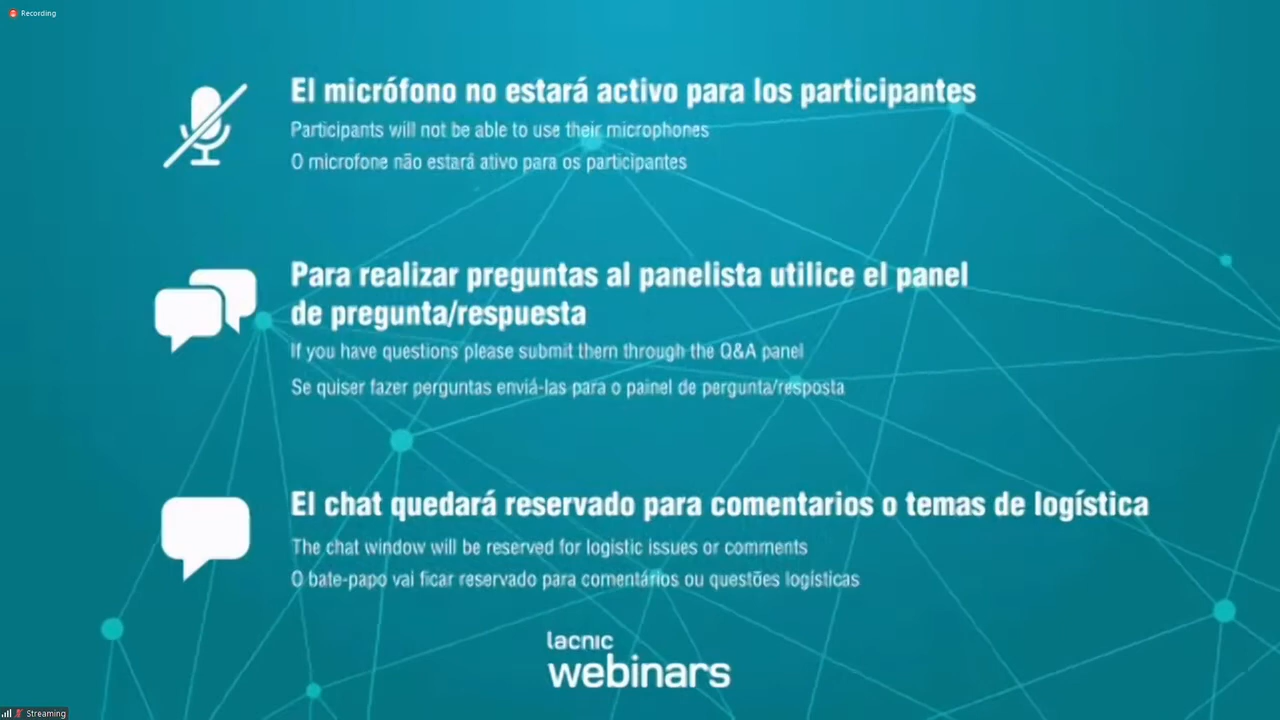 Recording
El micrófono no estará activo para los participantes
Participants will not be able to use their microphones
O microfone não estará ativo para os participantes
Para realizar preguntas al panelista utilice el panel
de pregunta/respuesta
If you have questions please submit them through the Q&A panel
Se quiser fazer perguntas enviá-las para o painel de pergunta/resposta
El chat quedará reservado para comentarios o temas de logística
The chat window will be reserved for logistic issues or comments
O bate-papo vai ficar reservado para comentários ou questões logísticas
lacnic
webinars
Streaming